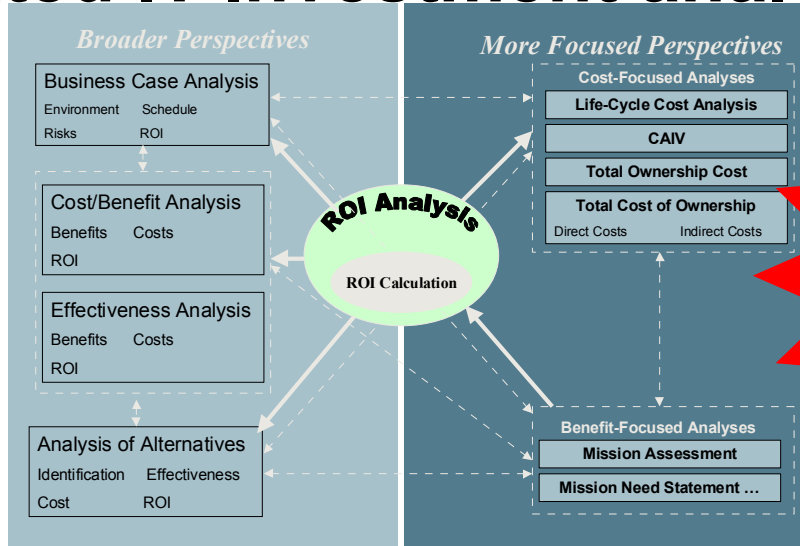 Investment and
Broader Perspectives
Business Case Analysis
Environment Schedule
Risks ROI
Cost/Benefit Analysis
Benefits Costs
ROI
Effectiveness Analysis
Benefits Costs
ROI
Analysis of Alternatives
Identification Effectiveness
Cost ROI
ROI Analysis
ROI Calculation
More Focused Perspectives
Cost-Focused Analyses
Life-Cycle Cost Analysis
CAIV
Total Ownership Cost
Total Cost of Ownership
Direct Costs Indirect Costs
Benefit-Focused Analyses
Mission Assessment
Mission Need Statement ...